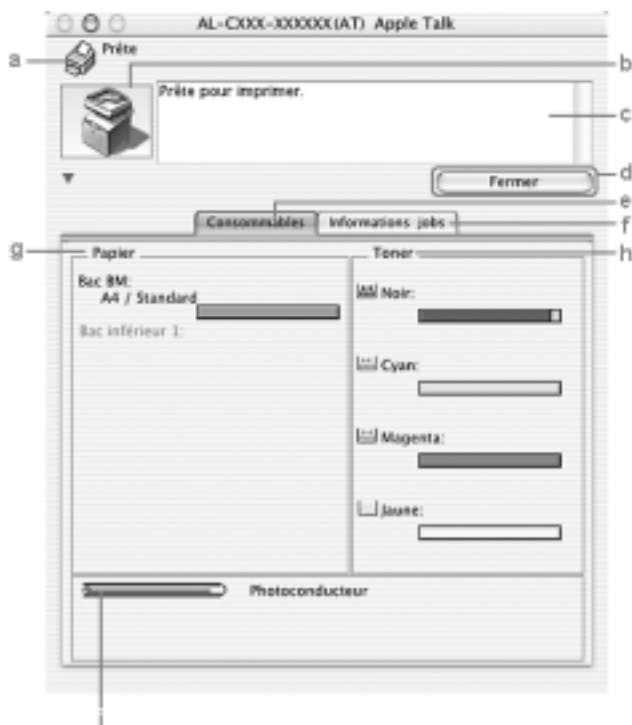 AL-CXXX-XXXXXX(AT) Apple Talk
a
Prête
b
Prête pour imprimer.
c
Fermer
d
e
Consommables
Informations jobs
f
g
Papier
Toner
h
Bac BM:
A4 / Standard
Bac inférieur 1:
Noir:
Cyan:
Magenta:
Jaune:
Photoconducteur
i